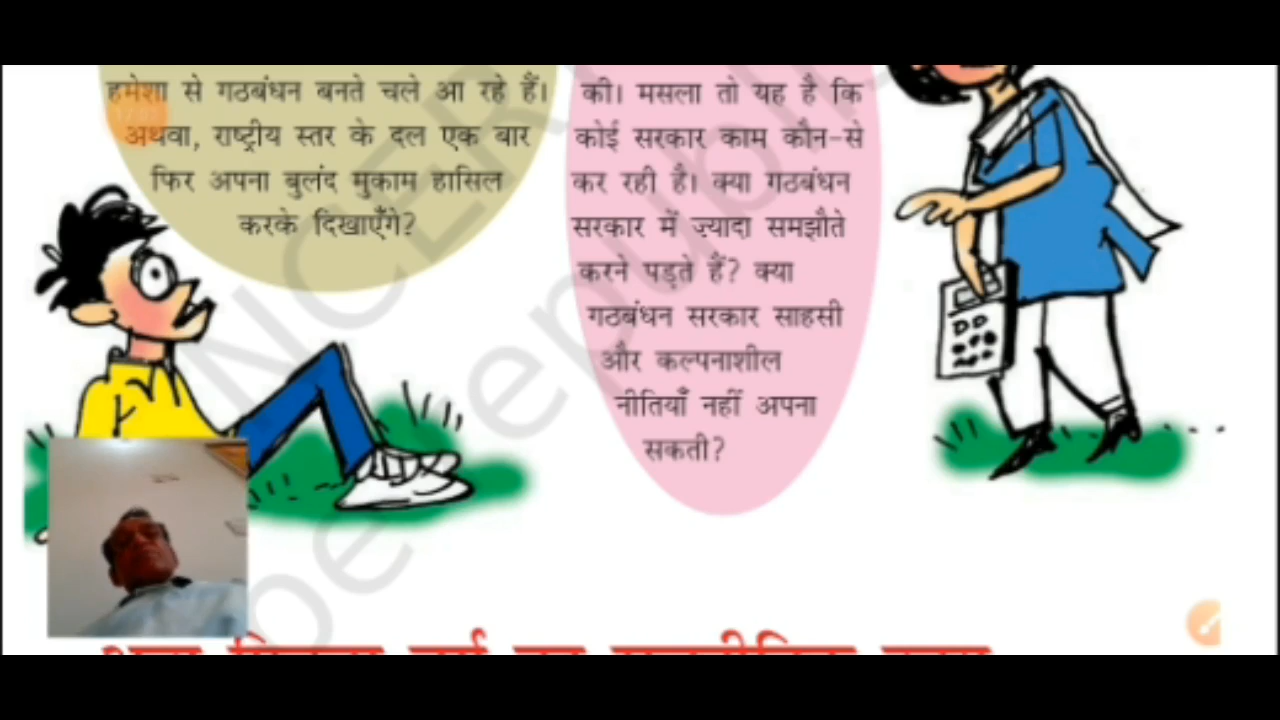 हमेशा से गठबंधन बनते चले आ रहे हैं।
अथवा, राष्ट्रीय स्तर के दल एक बार
फिर अपना बुलंद मुकाम हासिल
करके दिखाएँगे?
की। मसला तो यह है कि
कोई सरकार काम कौन-से
कर रही है। क्या गठबंधन
सरकार में ज़्यादा समझौते
करने पड़ते हैं? क्या
गठबंधन सरकार साहसी
और कल्पनाशील
नीतियाँ नहीं अपना
सकती?